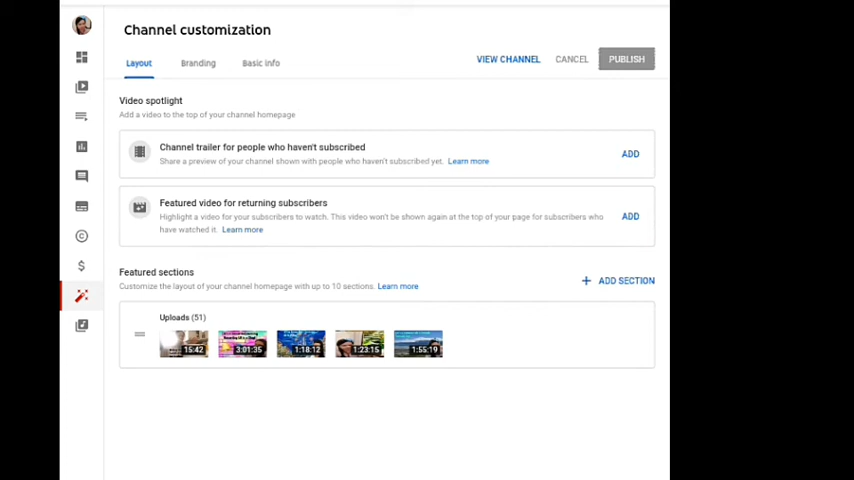 Channel customization
Layout
Branding
Basic info
VIEW CHANNEL
CANCEL
PUBLISH
Video spotlight
Add a video to the top of your channel homepage
Channel trailer for people who haven't subscribed
Share a preview of your channel shown with people who haven't subscribed yet. Learn more
ADD
Featured video for returning subscribers
Highlight a video for your subscribers to watch. This video won't be shown again at the top of your page for subscribers who
have watched it. Learn more
ADD
Featured sections
Customize the layout of your channel homepage with up to 10 sections. Learn more
+ ADD SECTION
Uploads (51)
15:42
3:01:35
1:18:12
1:23:15
1:55:19